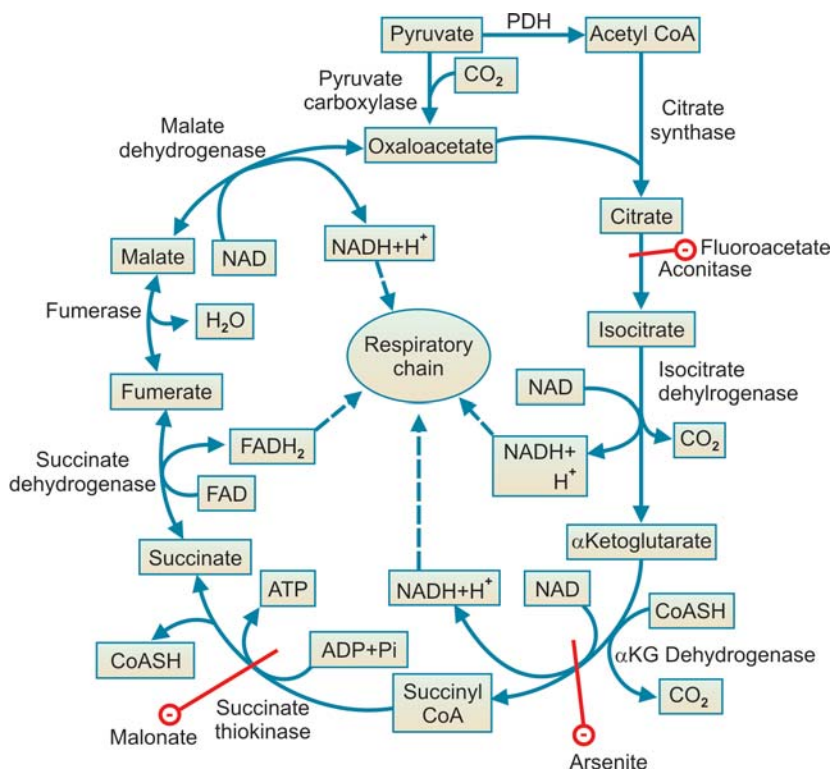 PDH
Pyruvate
Acetyl CoA
CO₂
Pyruvate
carboxylase
Citrate
synthase
Malate
dehydrogenase
Oxaloacetate
Citrate
Malate
NAD
NADH+H⁺
Fluoroacetate
Aconitase
Fumerase
H₂O
Isocitrate
Respiratory
chain
Isocitrate
dehylrogenase
NAD
Fumerate
CO₂
FADH₂
NADH+
H⁺
Succinate
dehydrogenase
FAD
αKetoglutarate
Succinate
ATP
NADH+H⁺
NAD
CoASH
CoASH
ADP+Pi
αKG Dehydrogenase
Succinyl
CoA
CO₂
Succinate
thiokinase
Malonate
Arsenite